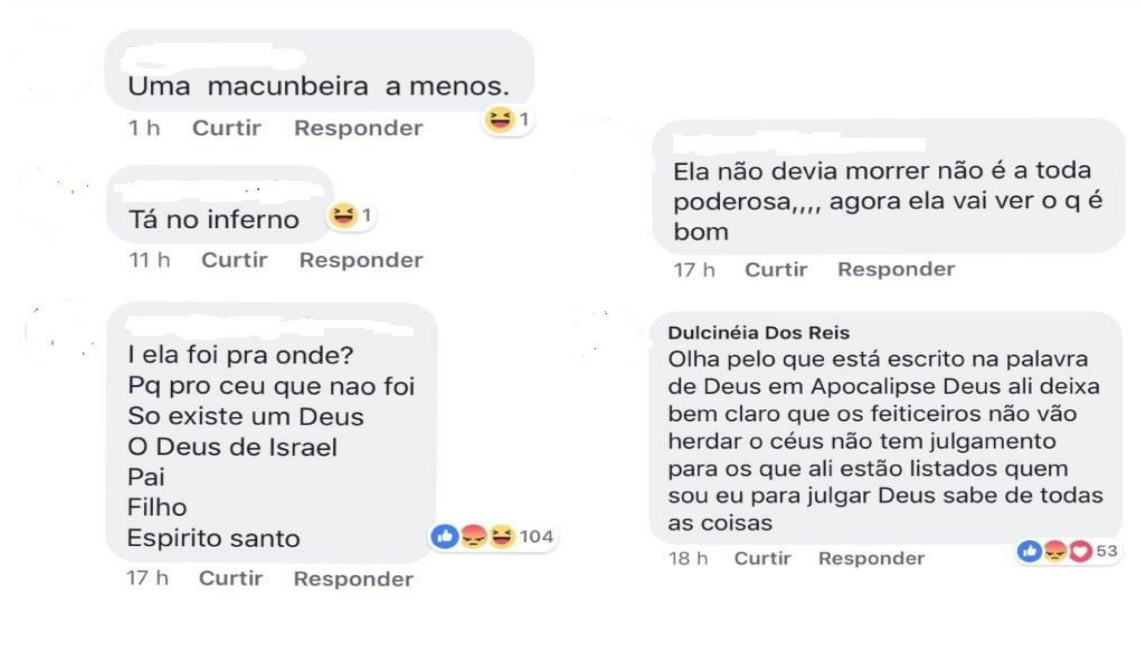 Uma macunbeira a menos.
1
1 h Curtir Responder
Tá no inferno
1
11 h Curtir Responder
I ela foi pra onde?
Pq pro ceu que nao foi
So existe um Deus
O Deus de Israel
Pai
Filho
Espirito santo
104
17 h Curtir Responder
Ela não devia morrer não é a toda
poderosa,,,, agora ela vai ver o q é
bom
17 h Curtir Responder
Dulcinéia Dos Reis
Olha pelo que está escrito na palavra
de Deus em Apocalipse Deus ali deixa
bem claro que os feiticeiros não vão
herdar o céus não tem julgamento
para os que ali estão listados quem
sou eu para julgar Deus sabe de todas
as coisas
53
18 h Curtir Responder